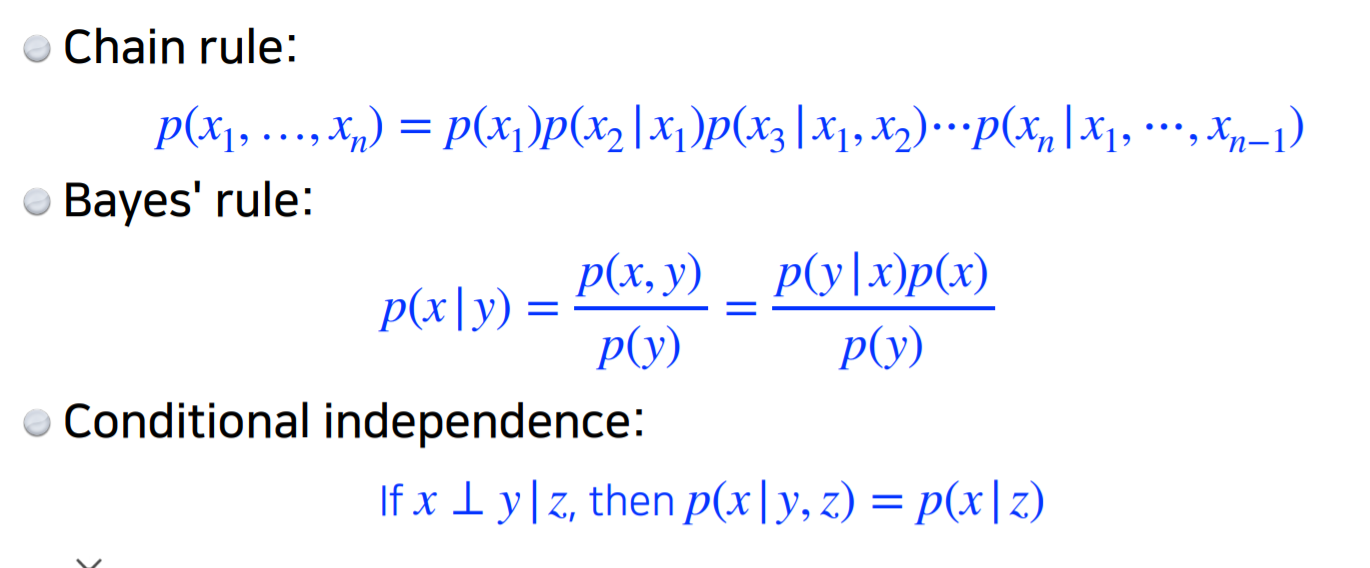 Chain rule:
p(x₁, …, xₙ) = p(x₁)p(x₂ | x₁)p(x₃ | x₁, x₂)⋯p(xₙ | x₁, ⋯, xₙ₋₁)
Bayes' rule:
p(x | y) = p(x, y) / p(y) = p(y | x)p(x) / p(y)
Conditional independence:
If x ⊥ y | z, then p(x | y, z) = p(x | z)